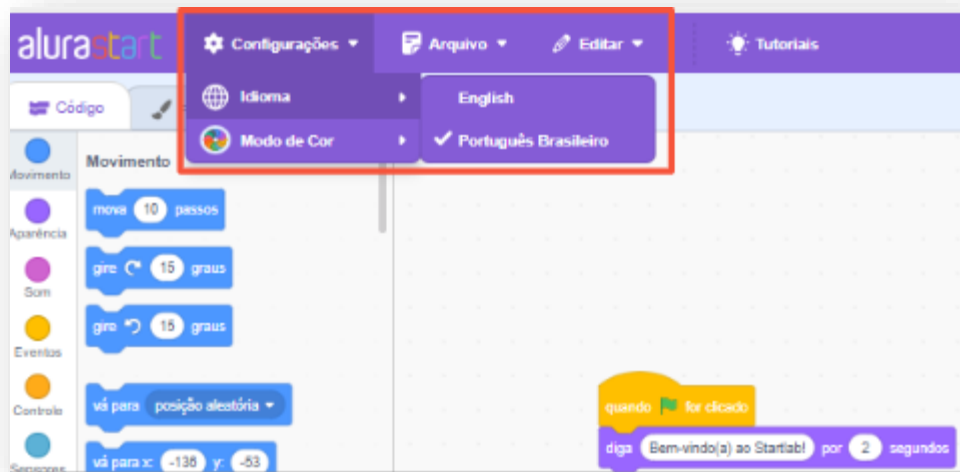 alurastart Configurações Arquivo Editar Tutoriais
Idioma English
Código
Modo de Cor Português Brasileiro
Movimento
Movimento
mova 10 passos
Aparência
gire 15 graus
Som
gire 15 graus
Eventos
vá para posição aleatória
Controle
quando for clicado
Sensores
vá para x: -138 y: -53
diga Bem-vindo(a) ao Startlab! por 2 segundos